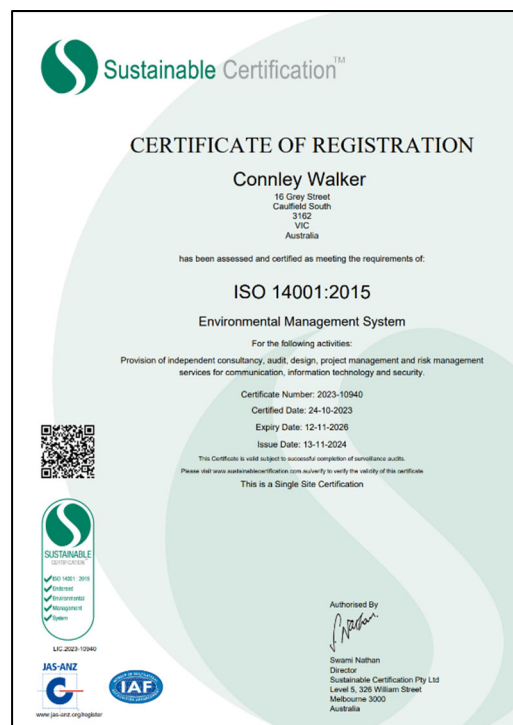 Sustainable Certification™
CERTIFICATE OF REGISTRATION
Connley Walker
16 Grey Street
Caulfield South
3162
VIC
Australia
has been assessed and certified as meeting the requirements of:
ISO 14001:2015
Environmental Management System
For the following activities:
Provision of independent consultancy, audit, design, project management and risk management
services for communication, information technology and security.
Certificate Number: 2023-10940
Certified Date: 24-10-2023
Expiry Date: 12-11-2026
Issue Date: 13-11-2024
This Certificate is valid subject to successful completion of surveillance audits.
Please visit www.sustainablecertification.com.au/verify to verify the validity of this certificate
This is a Single Site Certification
SUSTAINABLE
CERTIFICATION™
ISO 14001 : 2015
Endorsed
Environmental
Management
System
LIC.2023-10940
JAS-ANZ
www.jas-anz.org/register
IAF
Authorised By
Swami Nathan
Director
Sustainable Certification Pty Ltd
Level 5, 326 William Street
Melbourne 3000
Australia